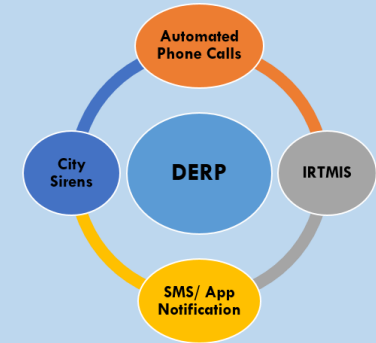 Automated
Phone Calls
City
Sirens
DERP
IRTMIS
SMS/ App
Notification